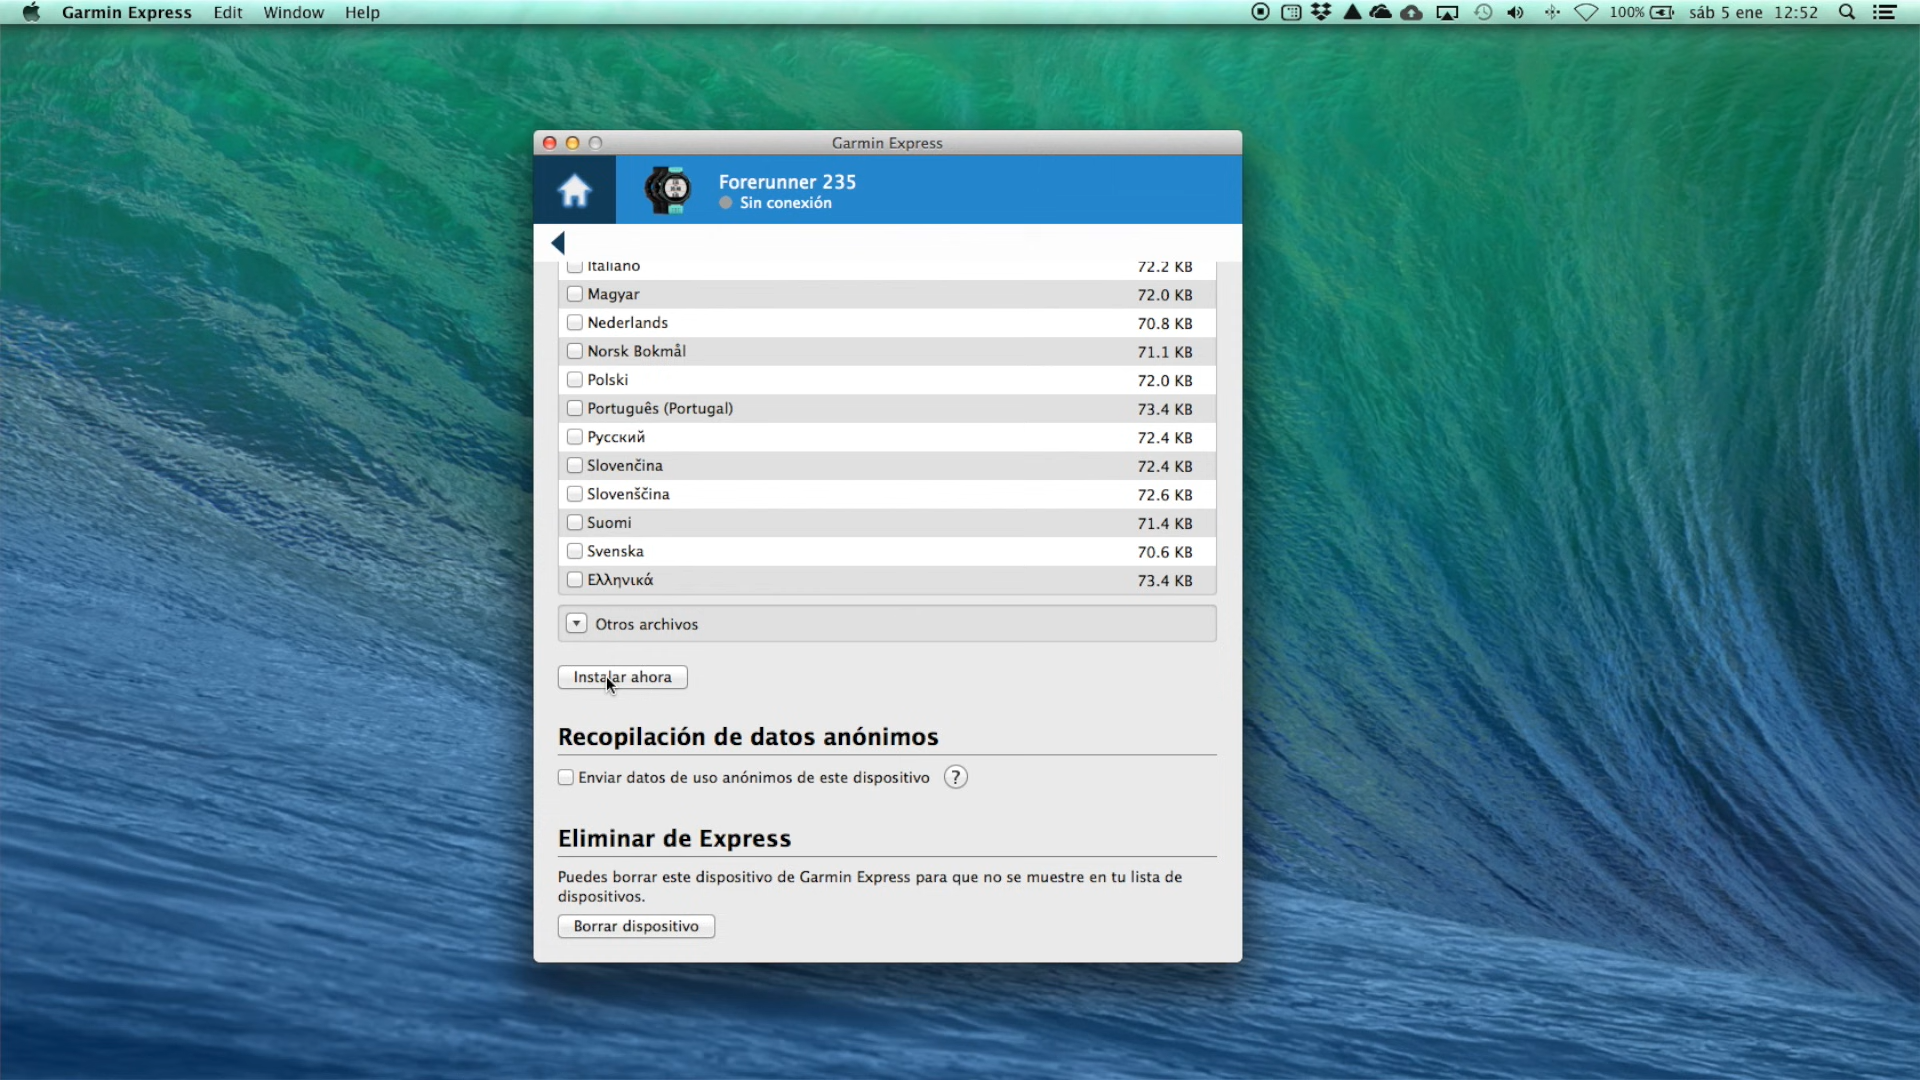 Garmin Express Edit Window Help 100% sáb 5 ene 12:52
Garmin Express
Forerunner 235
Sin conexión
Italiano 72.2 KB
Magyar 72.0 KB
Nederlands 70.8 KB
Norsk Bokmål 71.1 KB
Polski 72.0 KB
Português (Portugal) 73.4 KB
Русский 72.4 KB
Slovenčina 72.4 KB
Slovenščina 72.6 KB
Suomi 71.4 KB
Svenska 70.6 KB
Ελληνικά 73.4 KB
Otros archivos
Instalar ahora
Recopilación de datos anónimos
Enviar datos de uso anónimos de este dispositivo ?
Eliminar de Express
Puedes borrar este dispositivo de Garmin Express para que no se muestre en tu lista de
dispositivos.
Borrar dispositivo